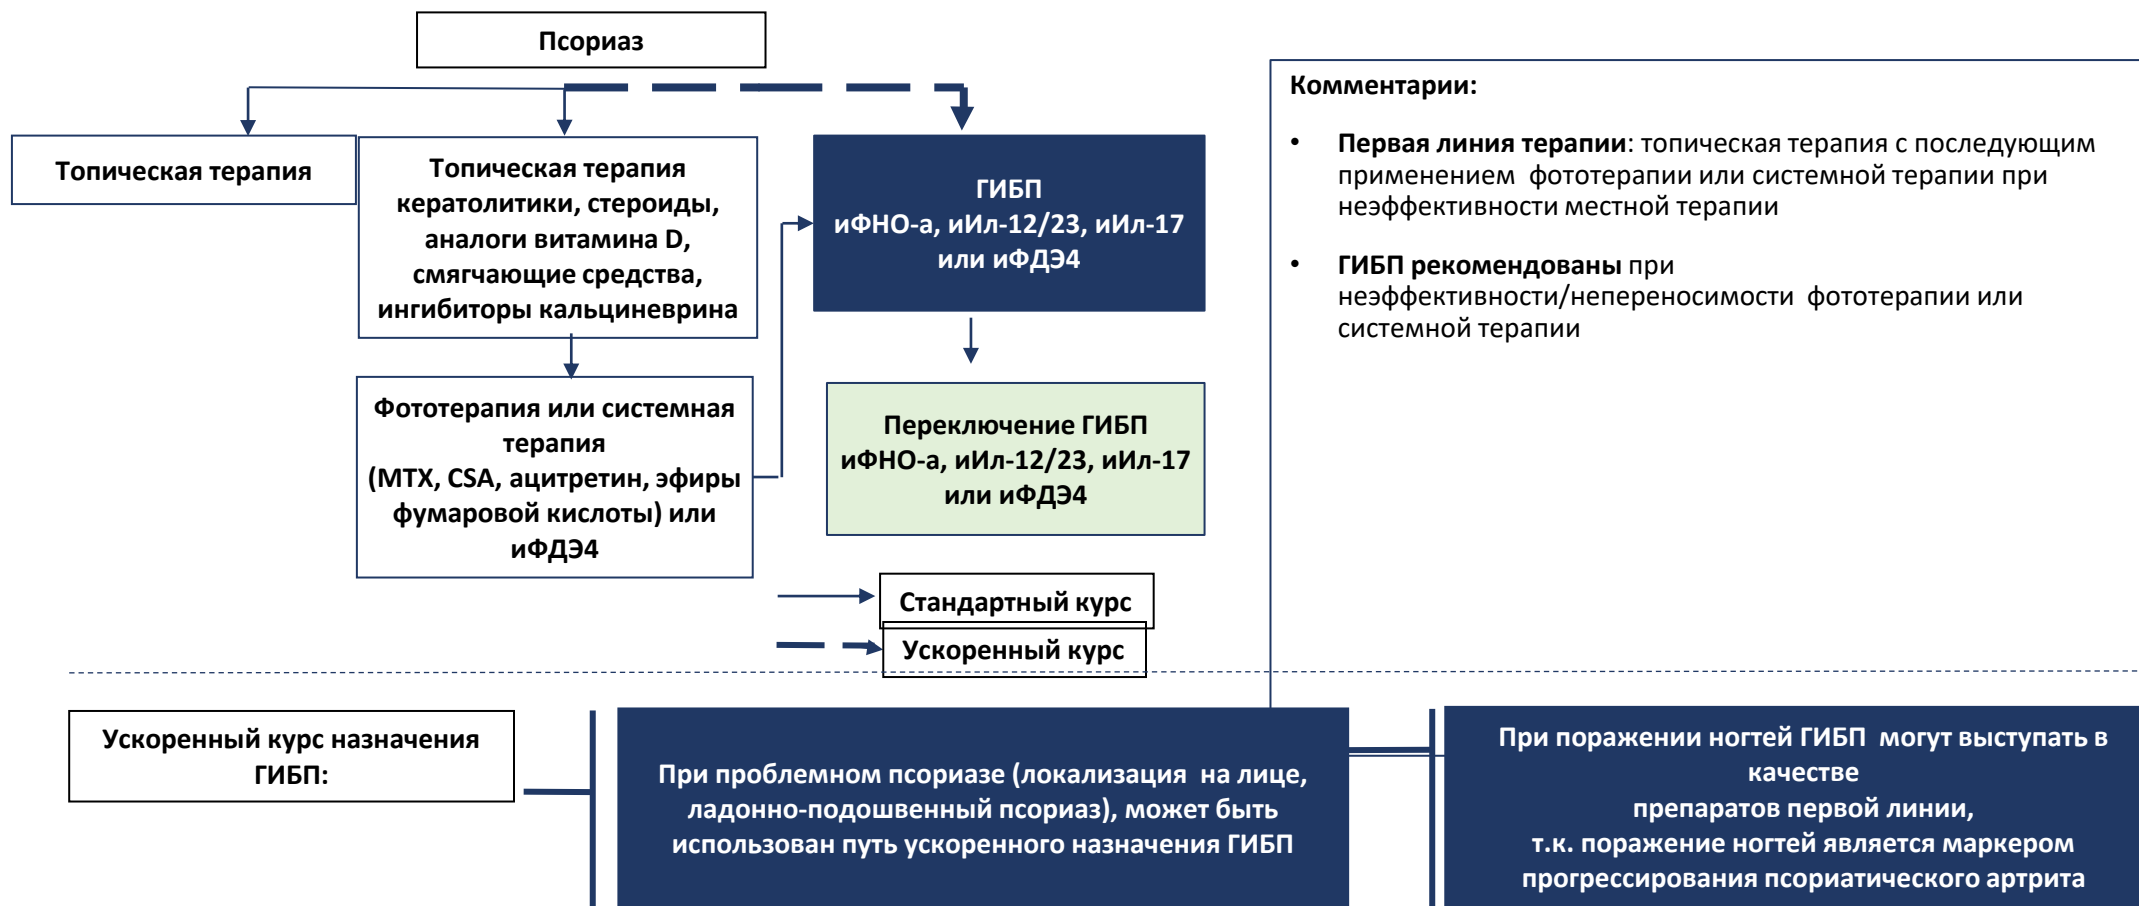 Псориаз
Топическая терапия
Топическая терапия
кератолитики, стероиды,
аналоги витамина D,
смягчающие средства,
ингибиторы кальциневрина
ГИБП
иФНО-а, иИл-12/23, иИл-17
или иФДЭ4
Фототерапия или системная
терапия
(MTX, CSA, ацитретин, эфиры
фумаровой кислоты) или
иФДЭ4
Переключение ГИБП
иФНО-а, иИл-12/23, иИл-17
или иФДЭ4
Стандартный курс
Ускоренный курс
Комментарии:
• Первая линия терапии: топическая терапия с последующим
применением фототерапии или системной терапии при
неэффективности местной терапии
• ГИБП рекомендованы при
неэффективности/непереносимости фототерапии или
системной терапии
Ускоренный курс назначения
ГИБП:
При проблемном псориазе (локализация на лице,
ладонно-подошвенный псориаз), может быть
использован путь ускоренного назначения ГИБП
При поражении ногтей ГИБП могут выступать в
качестве
препаратов первой линии,
т.к. поражение ногтей является маркером
прогрессирования псориатического артрита